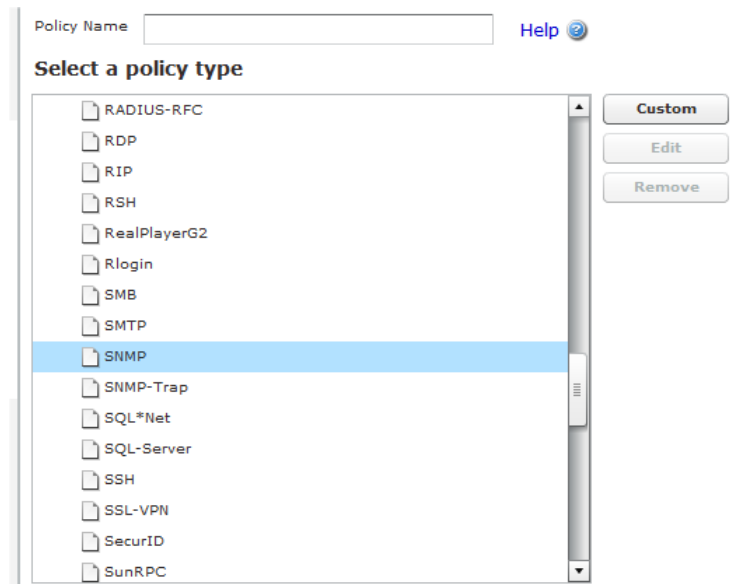 Policy Name
Help
Select a policy type
RADIUS-RFC
RDP
RIP
RSH
RealPlayerG2
Rlogin
SMB
SMTP
SNMP
SNMP-Trap
SQL*Net
SQL-Server
SSH
SSL-VPN
SecurID
SunRPC
Custom
Edit
Remove